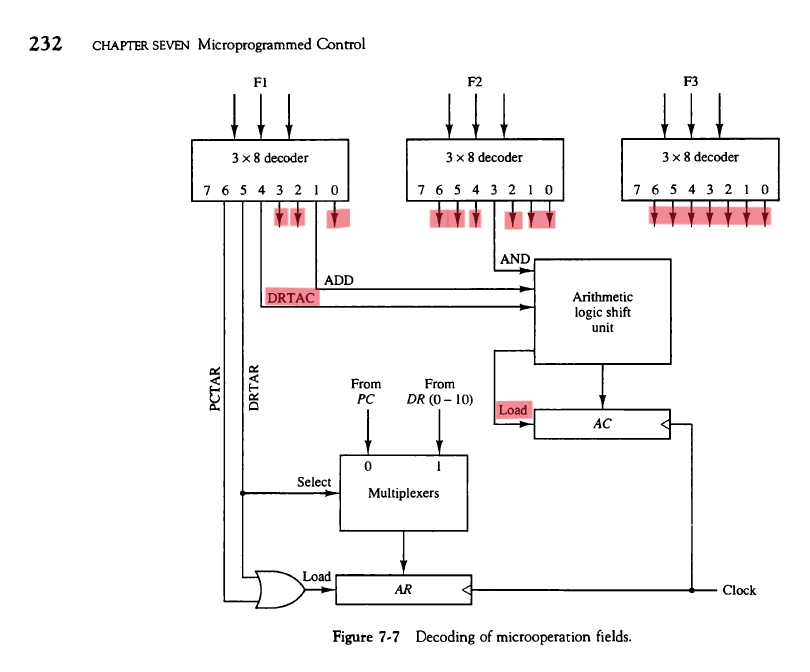 232 CHAPTER SEVEN Microprogrammed Control
F1 F2 F3
3 × 8 decoder 3 × 8 decoder 3 × 8 decoder
7 6 5 4 3 2 1 0 7 6 5 4 3 2 1 0 7 6 5 4 3 2 1 0
AND
ADD
DRTAC
Arithmetic
logic shift
unit
PCTAR
DRTAR
From
PC
From
DR (0 – 10)
Load
AC
0 1
Select
Multiplexers
Load
AR
Clock
Figure 7-7 Decoding of microoperation fields.